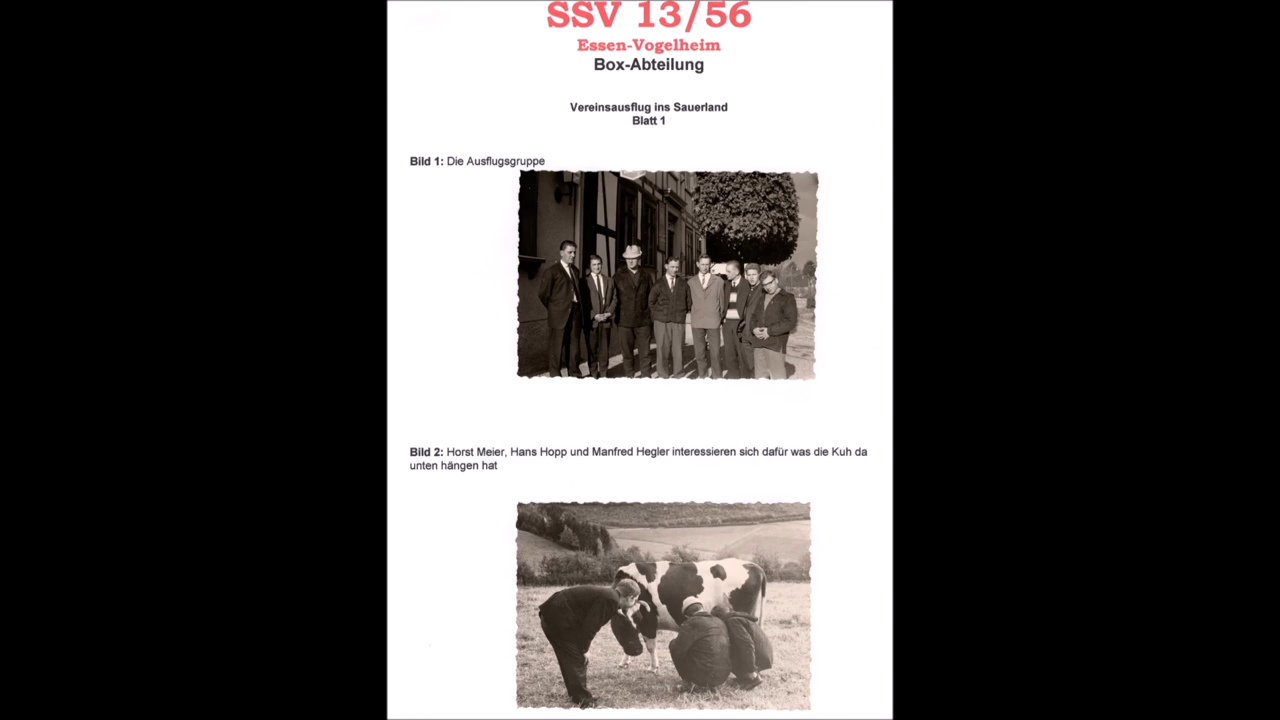 SSV 13/56
Essen-Vogelheim
Box-Abteilung
Vereinsausflug ins Sauerland
Blatt 1
Bild 1: Die Ausflugsgruppe
Bild 2: Horst Meier, Hans Hopp und Manfred Hegler interessieren sich dafür was die Kuh da
unten hängen hat